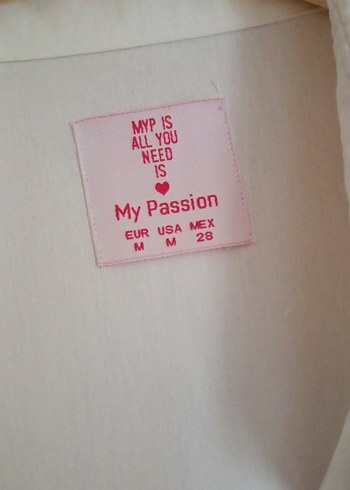 MYP IS
ALL YOU
NEED
IS
My Passion
EUR USA MEX
M M 28